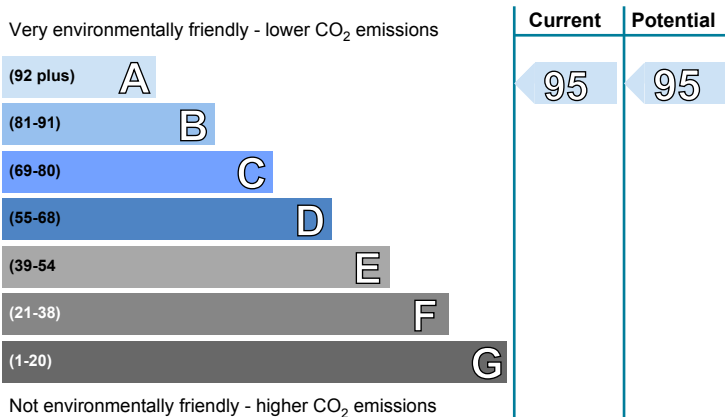 Very environmentally friendly - lower CO₂ emissions
Current
Potential
(92 plus) A
95
95
(81-91) B
(69-80) C
(55-68) D
(39-54 E
(21-38) F
(1-20) G
Not environmentally friendly - higher CO₂ emissions